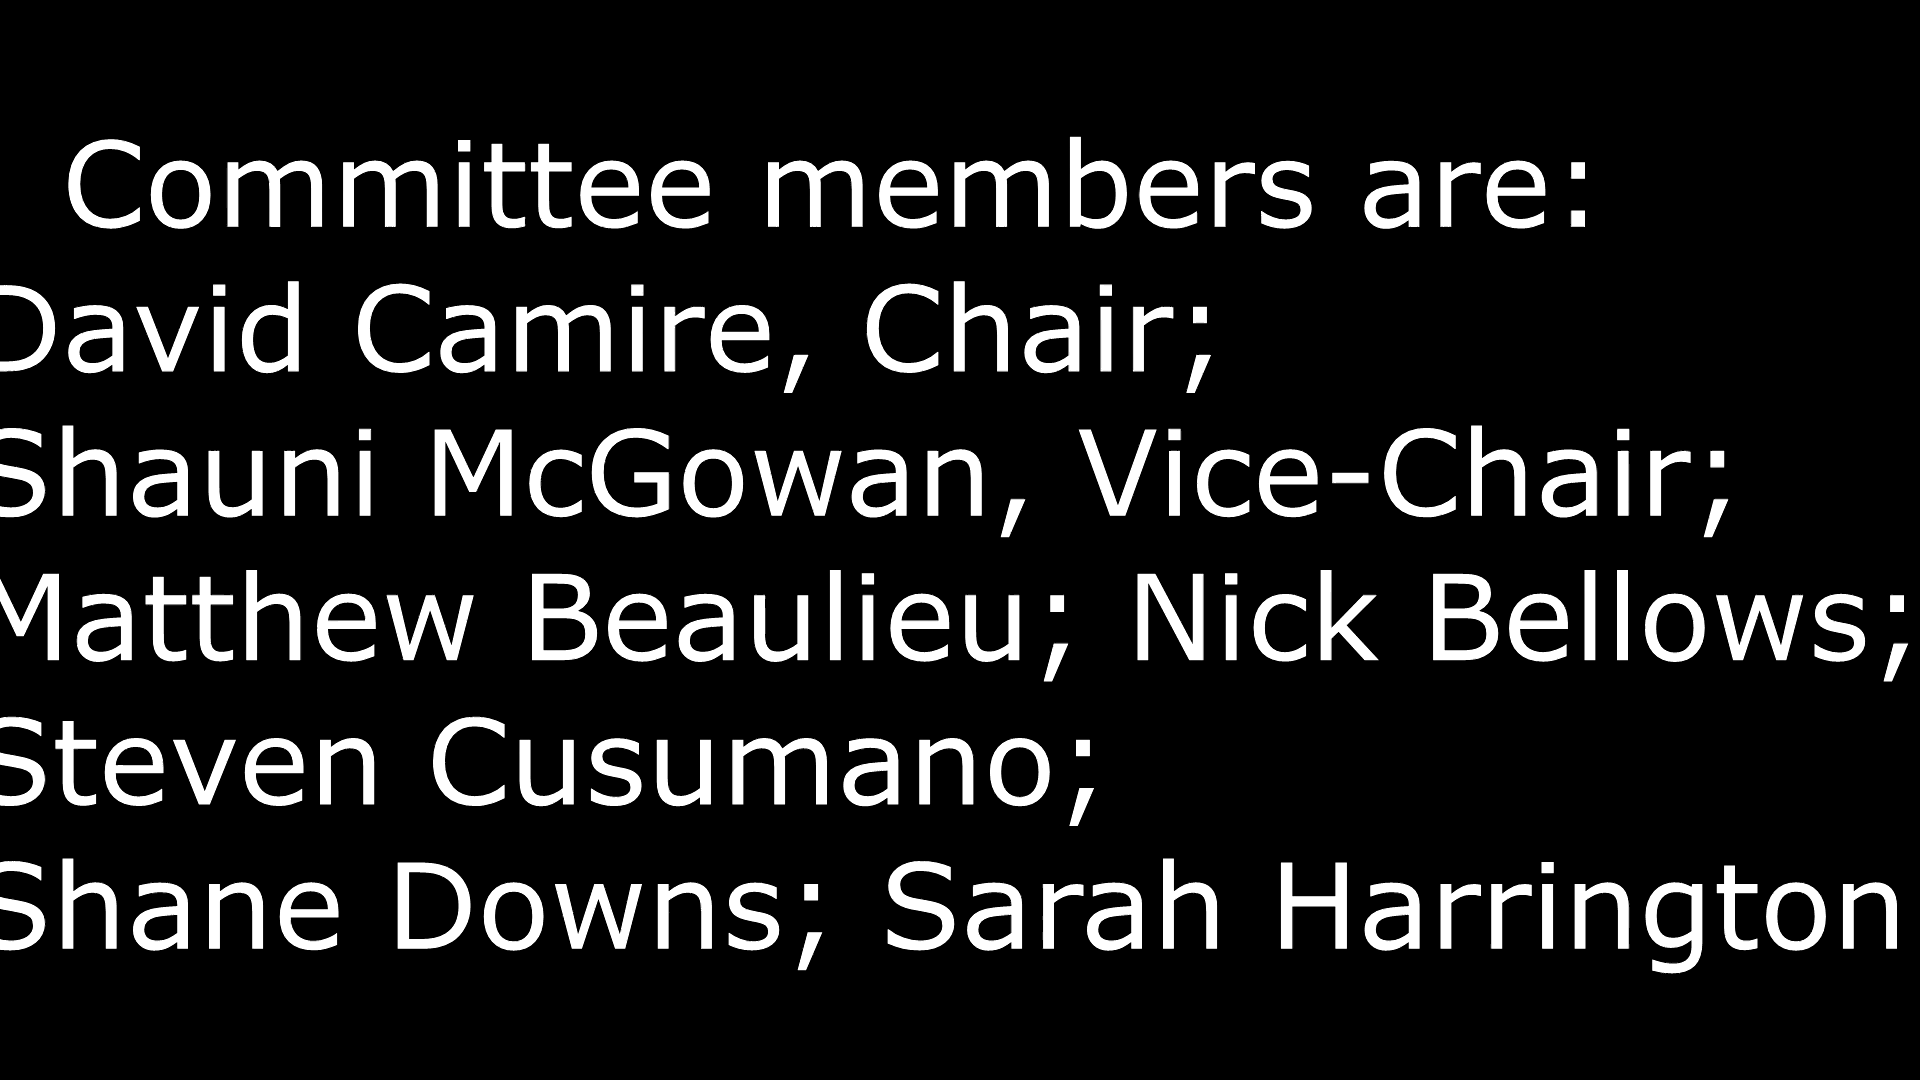 Committee members are:
David Camire, Chair;
Shauni McGowan, Vice-Chair;
Matthew Beaulieu; Nick Bellows;
Steven Cusumano;
Shane Downs; Sarah Harrington